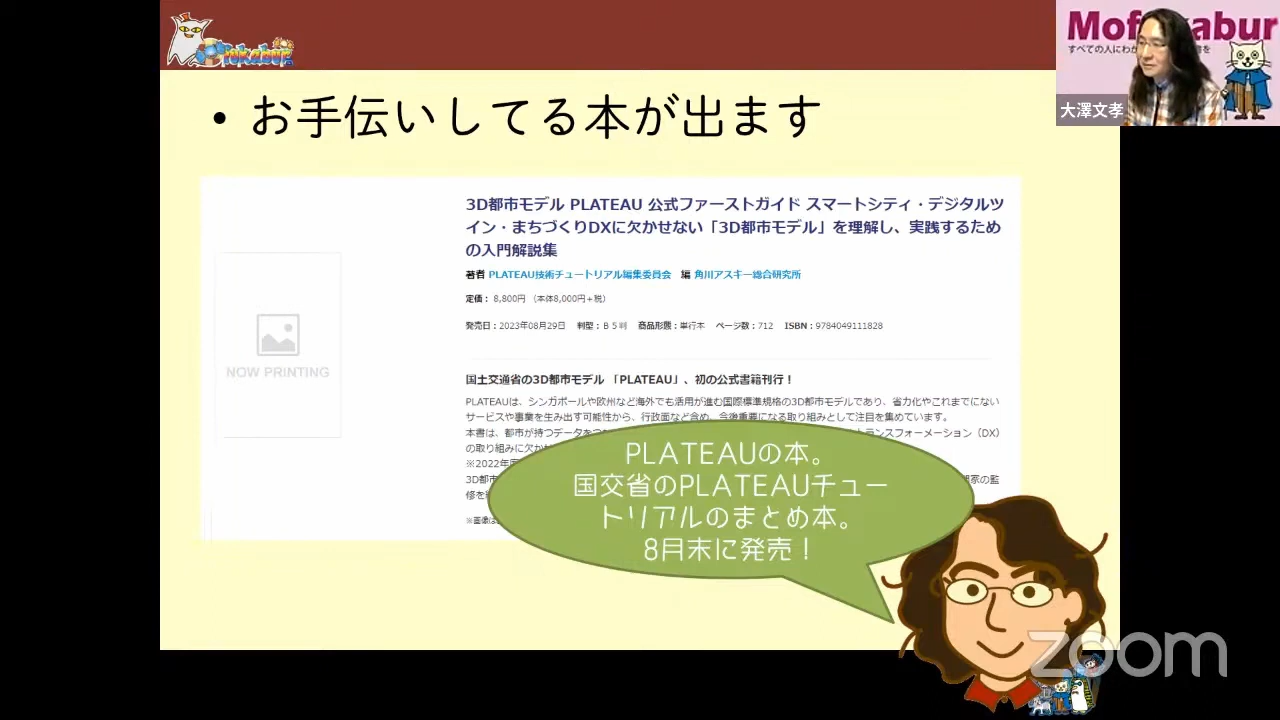 Mofukabur
すべての人にわか
を
大澤文孝
Mofukabur
• お手伝いしてる本が出ます
NOW PRINTING
3D都市モデル PLATEAU 公式ファーストガイド スマートシティ・デジタルツ
イン・まちづくりDXに欠かせない「3D都市モデル」を理解し、実践するため
の入門解説集
著者 PLATEAU技術チュートリアル編集委員会 編 角川アスキー総合研究所
定価: 8,800円 (本体8,000円+税)
発売日:2023年08月29日 判型:B5判 商品形態:単行本 ページ数:712 ISBN:9784049111828
国土交通省の3D都市モデル 「PLATEAU」、初の公式書籍刊行!
PLATEAUは、シンガポールや欧州など海外でも活用が進む国際標準規格の3D都市モデルであり、省力化やこれまでにない
サービスや事業を生み出す可能性から、行政面など含め、今後重要になる取り組みとして注目を集めています。
本書は、都市が持つデータを トランスフォーメーション(DX)
の取り組みに欠か
※2022年
3D都市 家の監
修を
※画像は
PLATEAUの本。
国交省のPLATEAUチュー
トリアルのまとめ本。
8月末に発売!
zoom